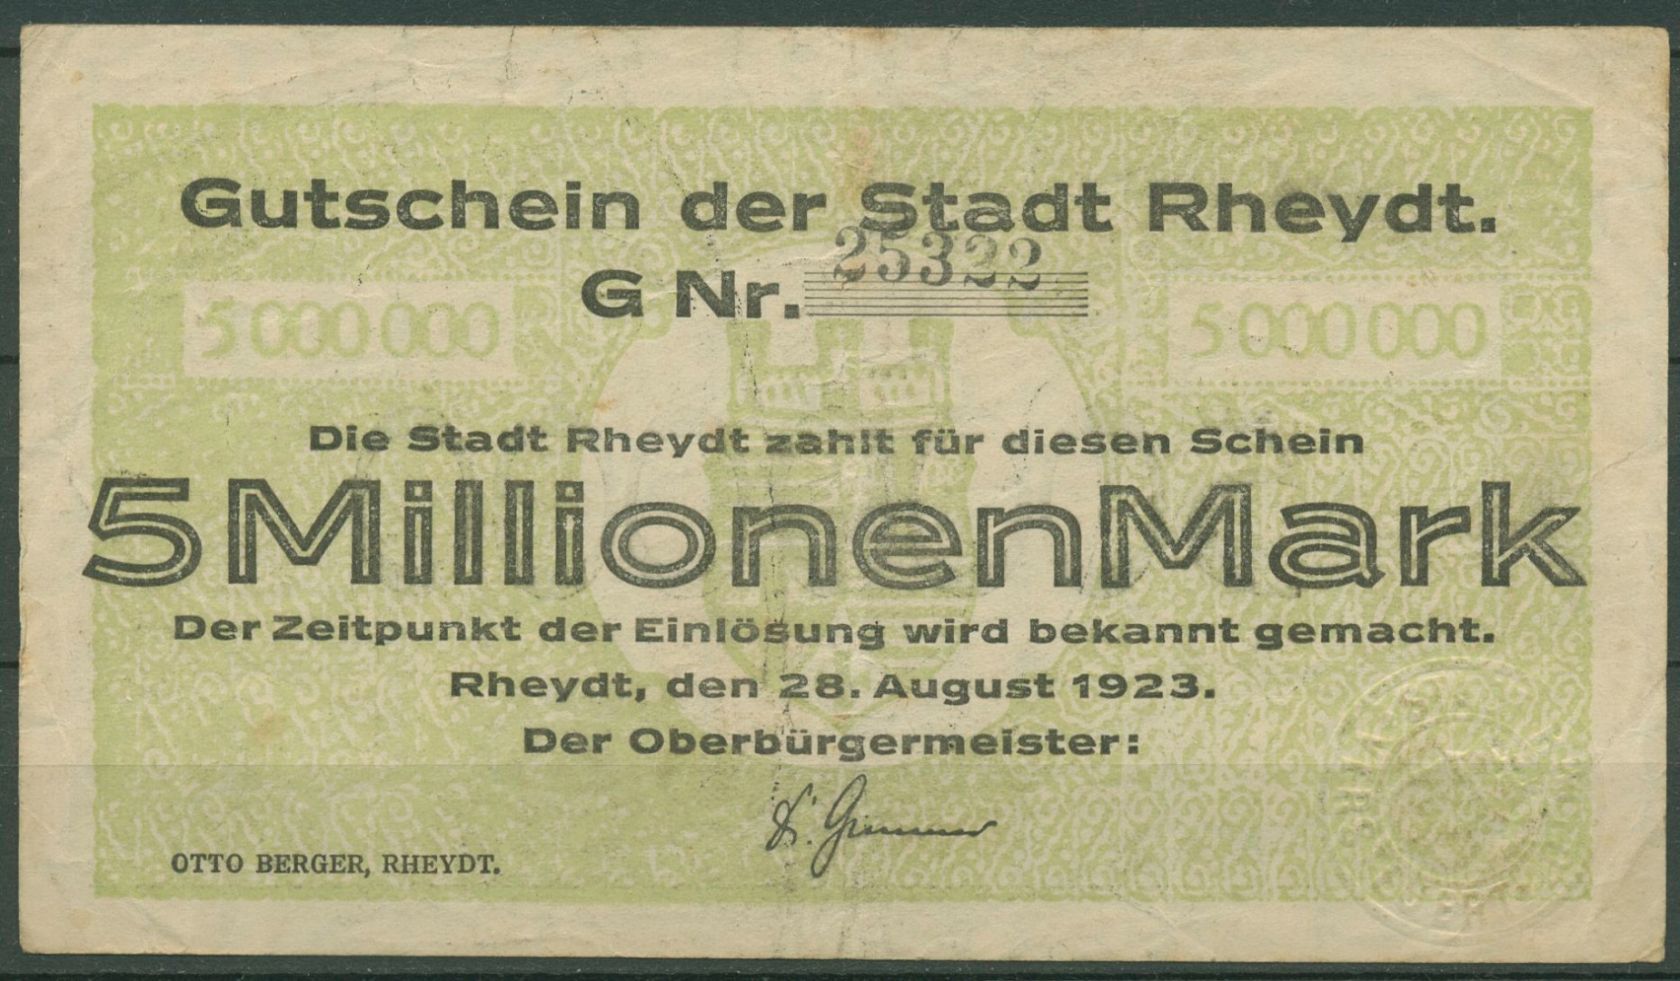 Gutschein der Stadt Rheydt.
G Nr. 25322
5000000 5000000
Die Stadt Rheydt zahlt für diesen Schein
5 Millionen Mark
Der Zeitpunkt der Einlösung wird bekannt gemacht.
Rheydt, den 28. August 1923.
Der Oberbürgermeister:
OTTO BERGER, RHEYDT.